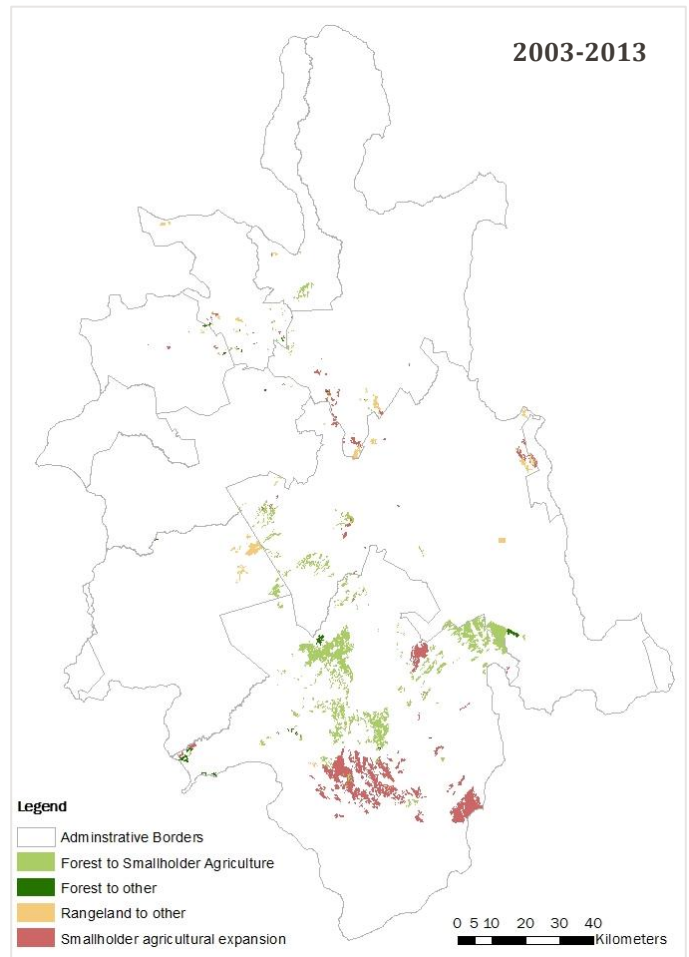 2003-2013
Legend
Adminstrative Borders
Forest to Smallholder Agriculture
Forest to other
Rangeland to other
Smallholder agricultural expansion
0 5 10 20 30 40
Kilometers